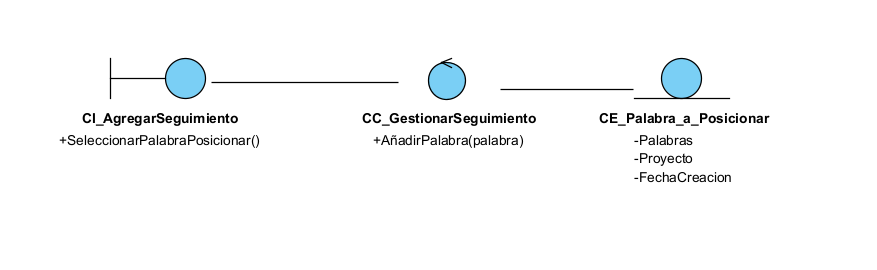 CI_AgregarSeguimiento
+SeleccionarPalabraPosicionar()
CC_GestionarSeguimiento
+AñadirPalabra(palabra)
CE_Palabra_a_Posicionar
-Palabras
-Proyecto
-FechaCreacion